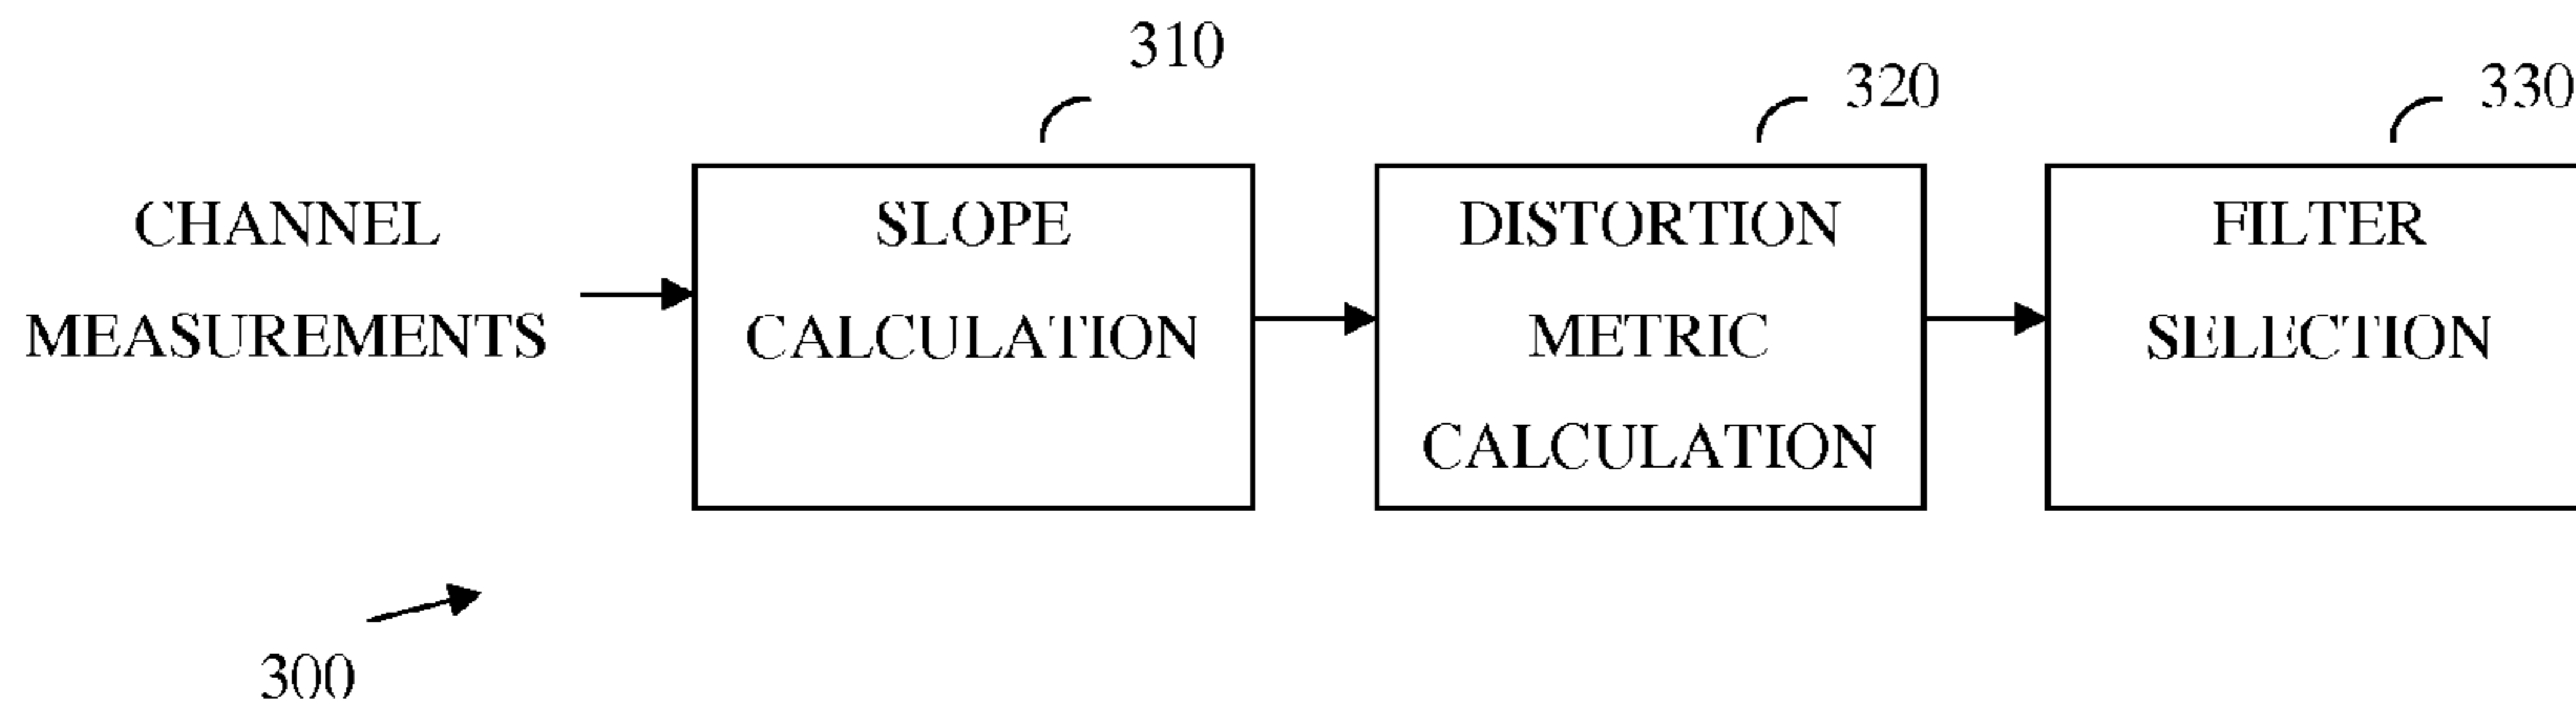 310
320
330
CHANNEL
MEASUREMENTS
SLOPE
CALCULATION
DISTORTION
METRIC
CALCULATION
FILTER
SELECTION
300